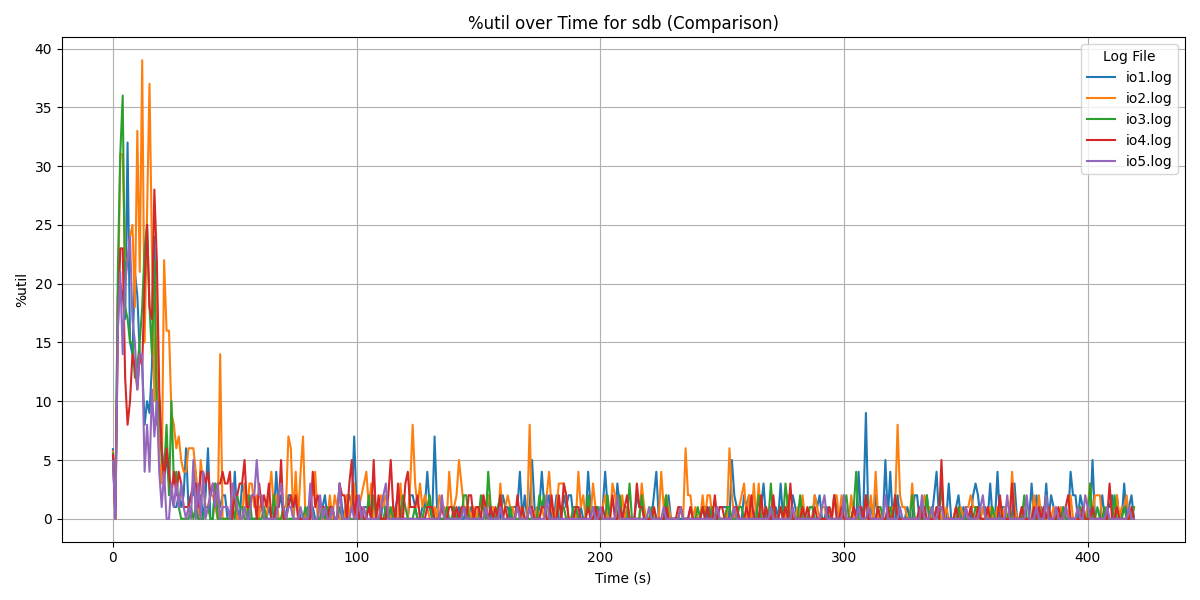 %util over Time for sdb (Comparison)
%util
40
35
30
25
20
15
10
5
0
0 100 200 300 400
Time (s)
Log File
io1.log
io2.log
io3.log
io4.log
io5.log